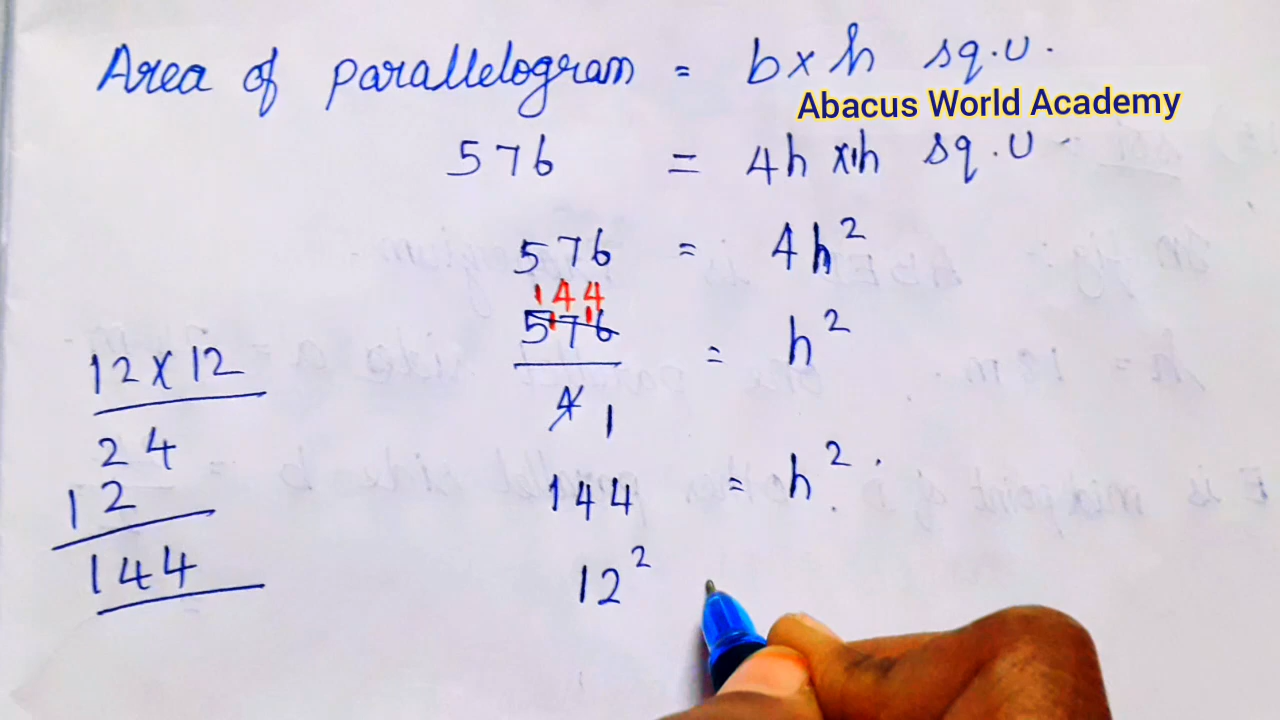 Area of parallelogram = b x h sq.u.
Abacus World Academy
576 = 4h x h sq.u
576 = 4h²
144
576 = h²
4 1
144 = h².
12²
12 x 12
24
12
144